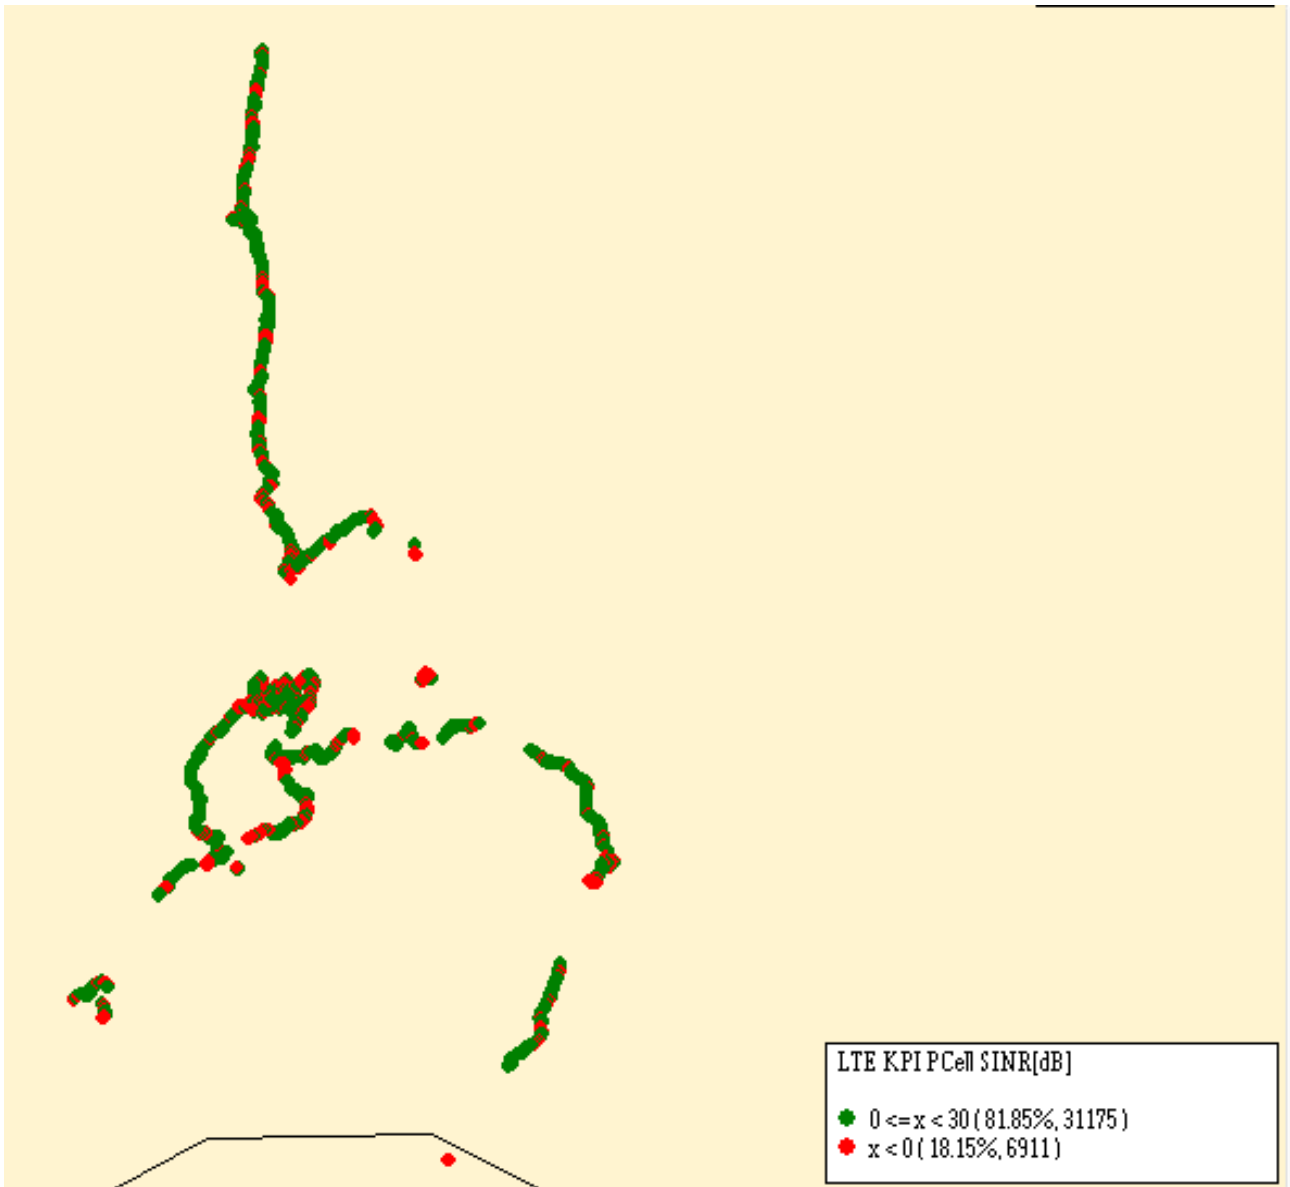 LTE KPI PCell SINR[dB]
0 <= x < 30 ( 81.85%, 31175 )
x < 0 ( 18.15%, 6911 )